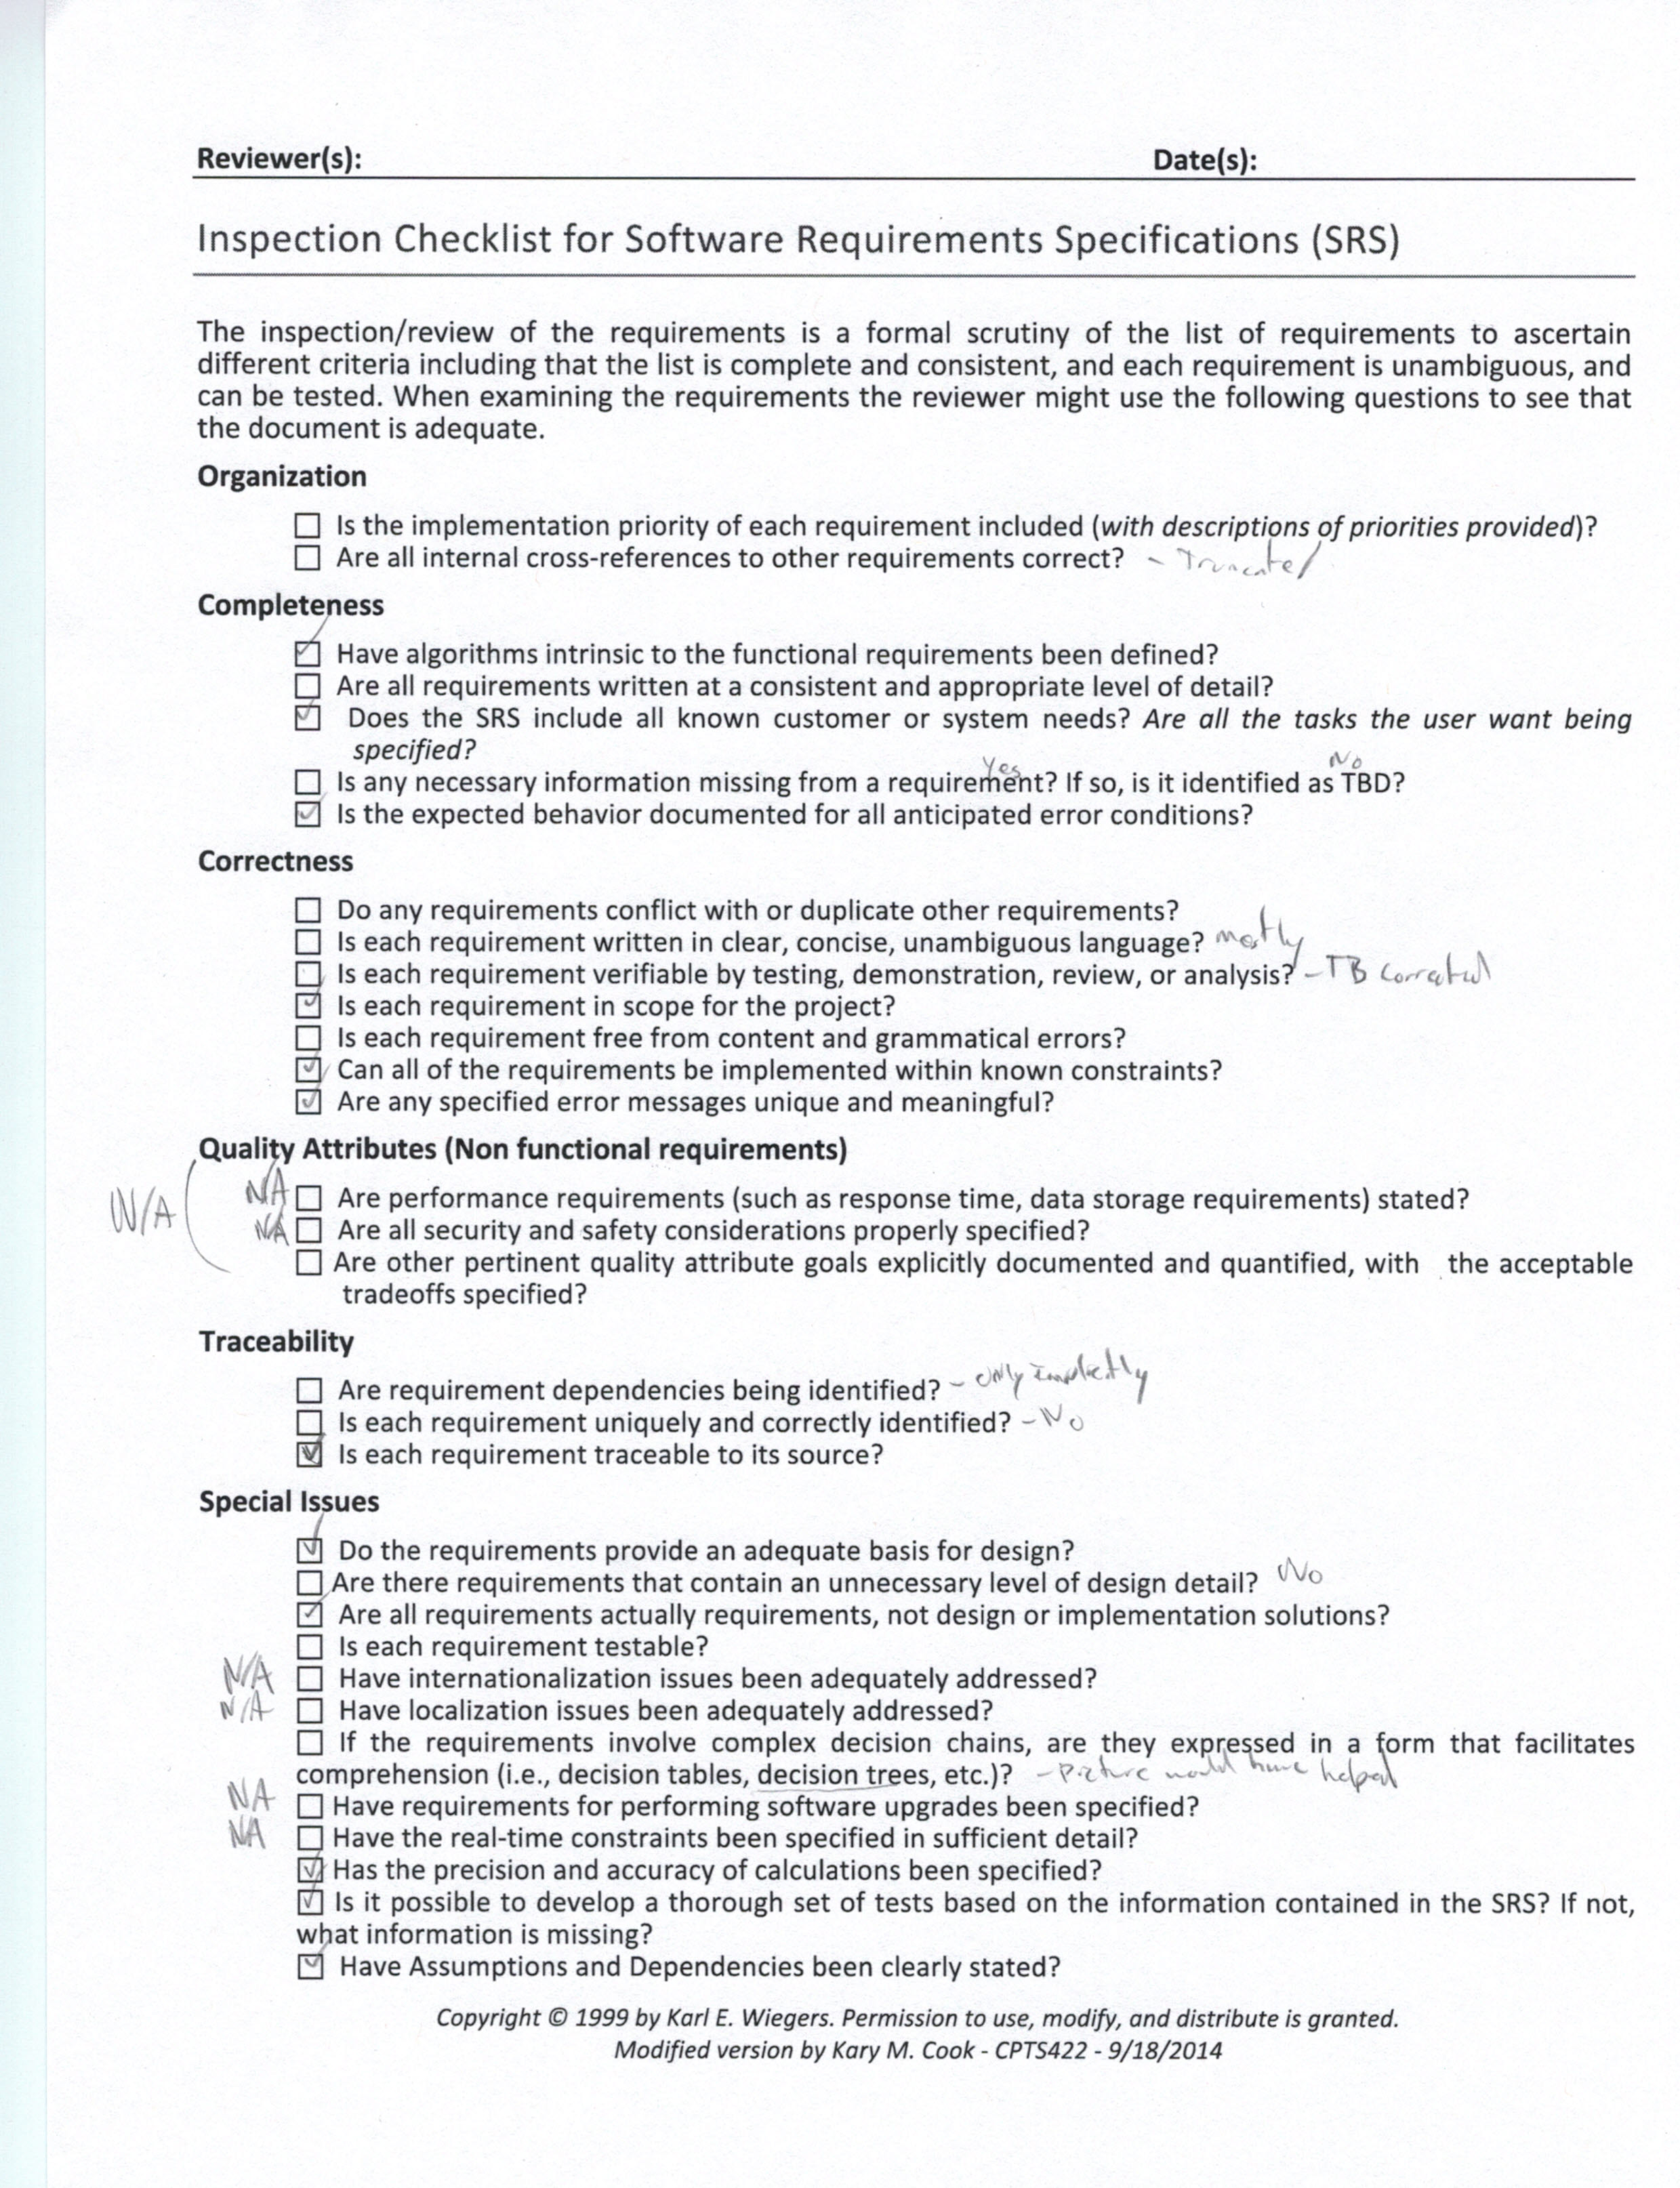 Reviewer(s): Date(s):
Inspection Checklist for Software Requirements Specifications (SRS)
The inspection/review of the requirements is a formal scrutiny of the list of requirements to ascertain
different criteria including that the list is complete and consistent, and each requirement is unambiguous, and
can be tested. When examining the requirements the reviewer might use the following questions to see that
the document is adequate.
Organization
☐ Is the implementation priority of each requirement included (with descriptions of priorities provided)?
☐ Are all internal cross-references to other requirements correct? - Truncated
Completeness
☑ Have algorithms intrinsic to the functional requirements been defined?
☐ Are all requirements written at a consistent and appropriate level of detail?
☑ Does the SRS include all known customer or system needs? Are all the tasks the user want being
specified?
Yes No
☐ Is any necessary information missing from a requirement? If so, is it identified as TBD?
☑ Is the expected behavior documented for all anticipated error conditions?
Correctness
☐ Do any requirements conflict with or duplicate other requirements?
☐ Is each requirement written in clear, concise, unambiguous language? mostly
☐ Is each requirement verifiable by testing, demonstration, review, or analysis? - TB
☑ Is each requirement in scope for the project?
☐ Is each requirement free from content and grammatical errors?
☑ Can all of the requirements be implemented within known constraints?
☑ Are any specified error messages unique and meaningful?
Quality Attributes (Non functional requirements)
NA ☐ Are performance requirements (such as response time, data storage requirements) stated?
N/A NA ☐ Are all security and safety considerations properly specified?
☐ Are other pertinent quality attribute goals explicitly documented and quantified, with the acceptable
tradeoffs specified?
Traceability
☐ Are requirement dependencies being identified? - only implicitly
☐ Is each requirement uniquely and correctly identified? - No
☑ Is each requirement traceable to its source?
Special Issues
☑ Do the requirements provide an adequate basis for design?
☐ Are there requirements that contain an unnecessary level of design detail? No
☑ Are all requirements actually requirements, not design or implementation solutions?
☐ Is each requirement testable?
N/A ☐ Have internationalization issues been adequately addressed?
N/A ☐ Have localization issues been adequately addressed?
☐ If the requirements involve complex decision chains, are they expressed in a form that facilitates
comprehension (i.e., decision tables, decision trees, etc.)? - Picture would have helped
NA ☐ Have requirements for performing software upgrades been specified?
NA ☐ Have the real-time constraints been specified in sufficient detail?
☑ Has the precision and accuracy of calculations been specified?
☑ Is it possible to develop a thorough set of tests based on the information contained in the SRS? If not,
what information is missing?
☑ Have Assumptions and Dependencies been clearly stated?
Copyright © 1999 by Karl E. Wiegers. Permission to use, modify, and distribute is granted.
Modified version by Kary M. Cook - CPTS422 - 9/18/2014